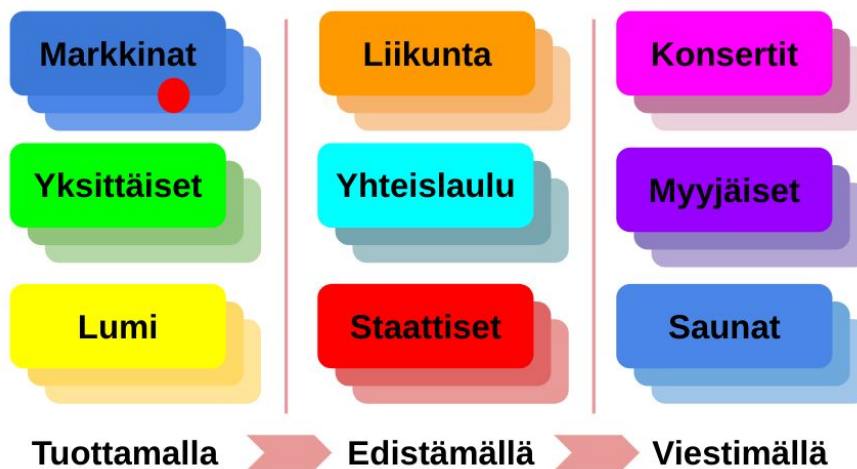 Markkinat
Liikunta
Konsertit
Yksittäiset
Yhteislaulu
Myyjäiset
Lumi
Staattiset
Saunat
Tuottamalla
Edistämällä
Viestimällä